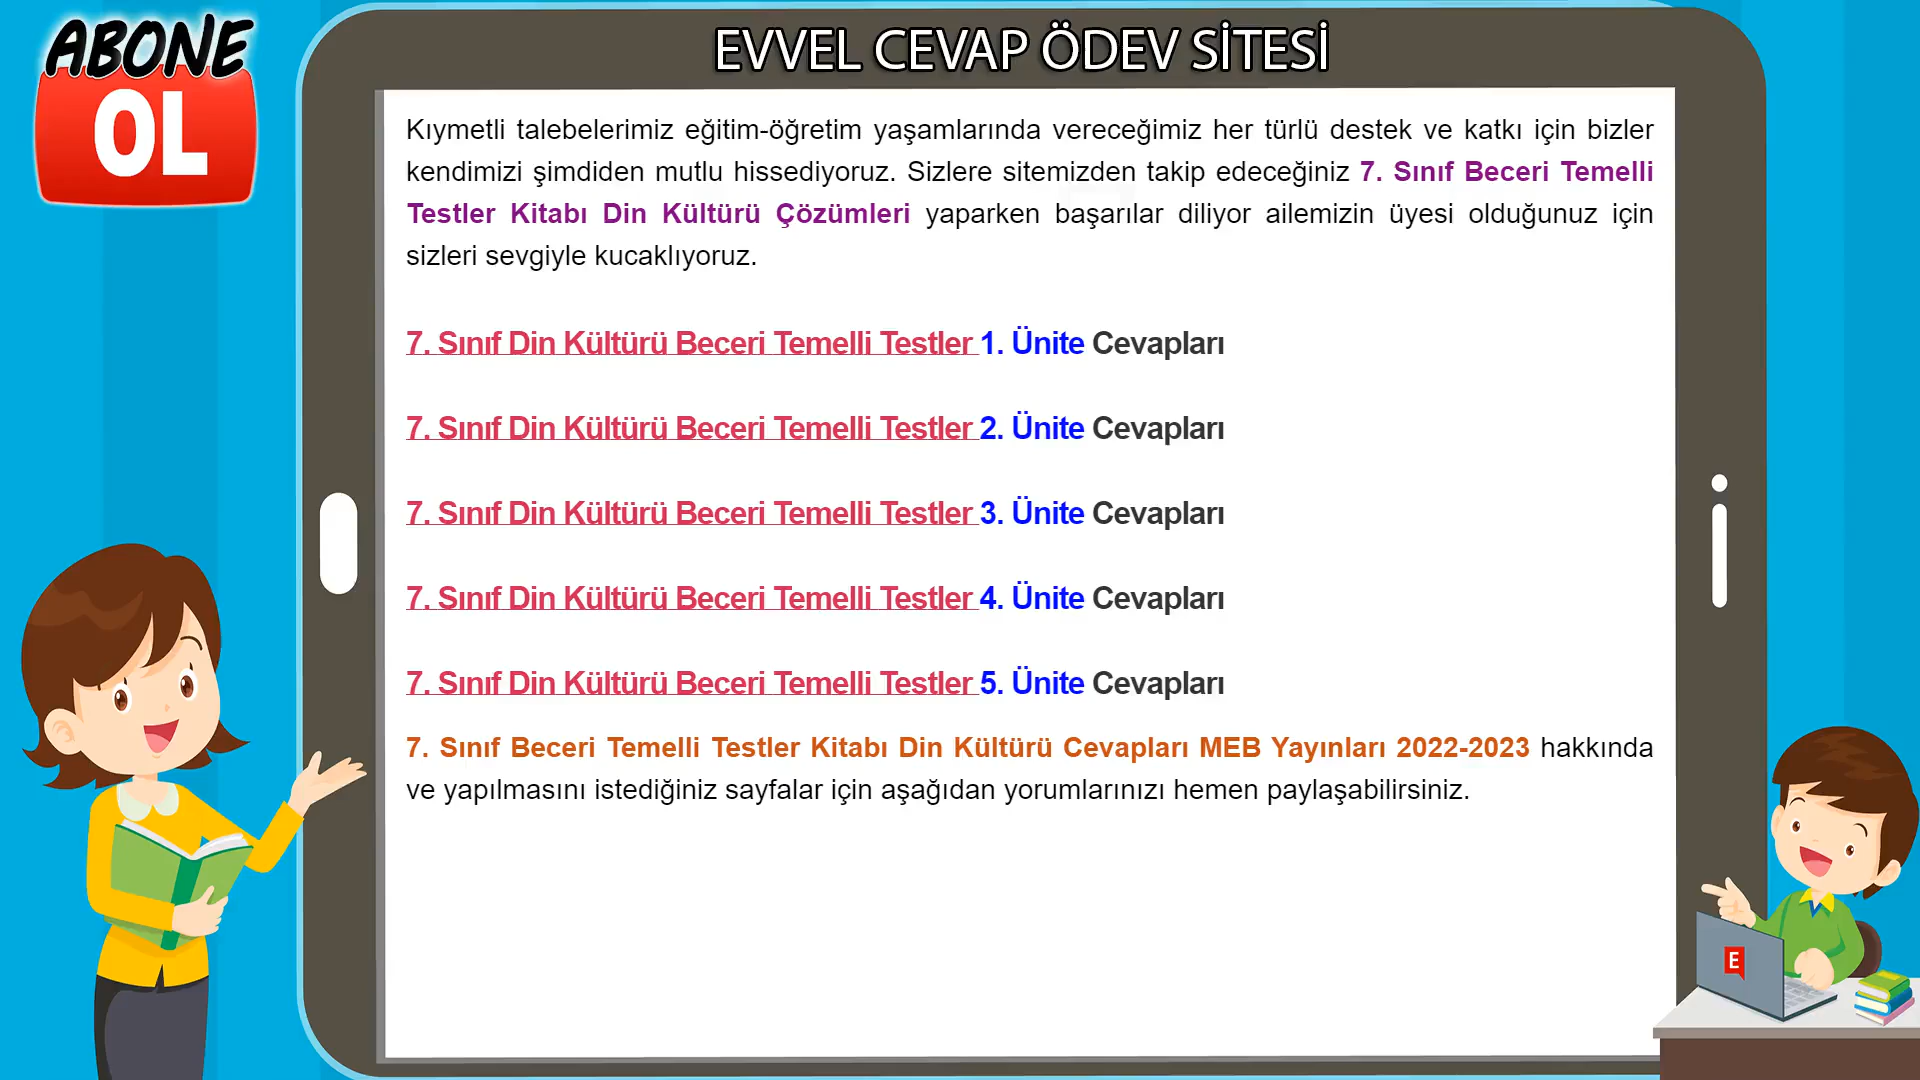 ABONE
OL
EVVEL CEVAP ÖDEV SİTESİ
Kıymetli talebelerimiz eğitim-öğretim yaşamlarında vereceğimiz her türlü destek ve katkı için bizler
kendimizi şimdiden mutlu hissediyoruz. Sizlere sitemizden takip edeceğiniz 7. Sınıf Beceri Temelli
Testler Kitabı Din Kültürü Çözümleri yaparken başarılar diliyor ailemizin üyesi olduğunuz için
sizleri sevgiyle kucaklıyoruz.
7. Sınıf Din Kültürü Beceri Temelli Testler 1. Ünite Cevapları
7. Sınıf Din Kültürü Beceri Temelli Testler 2. Ünite Cevapları
7. Sınıf Din Kültürü Beceri Temelli Testler 3. Ünite Cevapları
7. Sınıf Din Kültürü Beceri Temelli Testler 4. Ünite Cevapları
7. Sınıf Din Kültürü Beceri Temelli Testler 5. Ünite Cevapları
7. Sınıf Beceri Temelli Testler Kitabı Din Kültürü Cevapları MEB Yayınları 2022-2023 hakkında
ve yapılmasını istediğiniz sayfalar için aşağıdan yorumlarınızı hemen paylaşabilirsiniz.
E